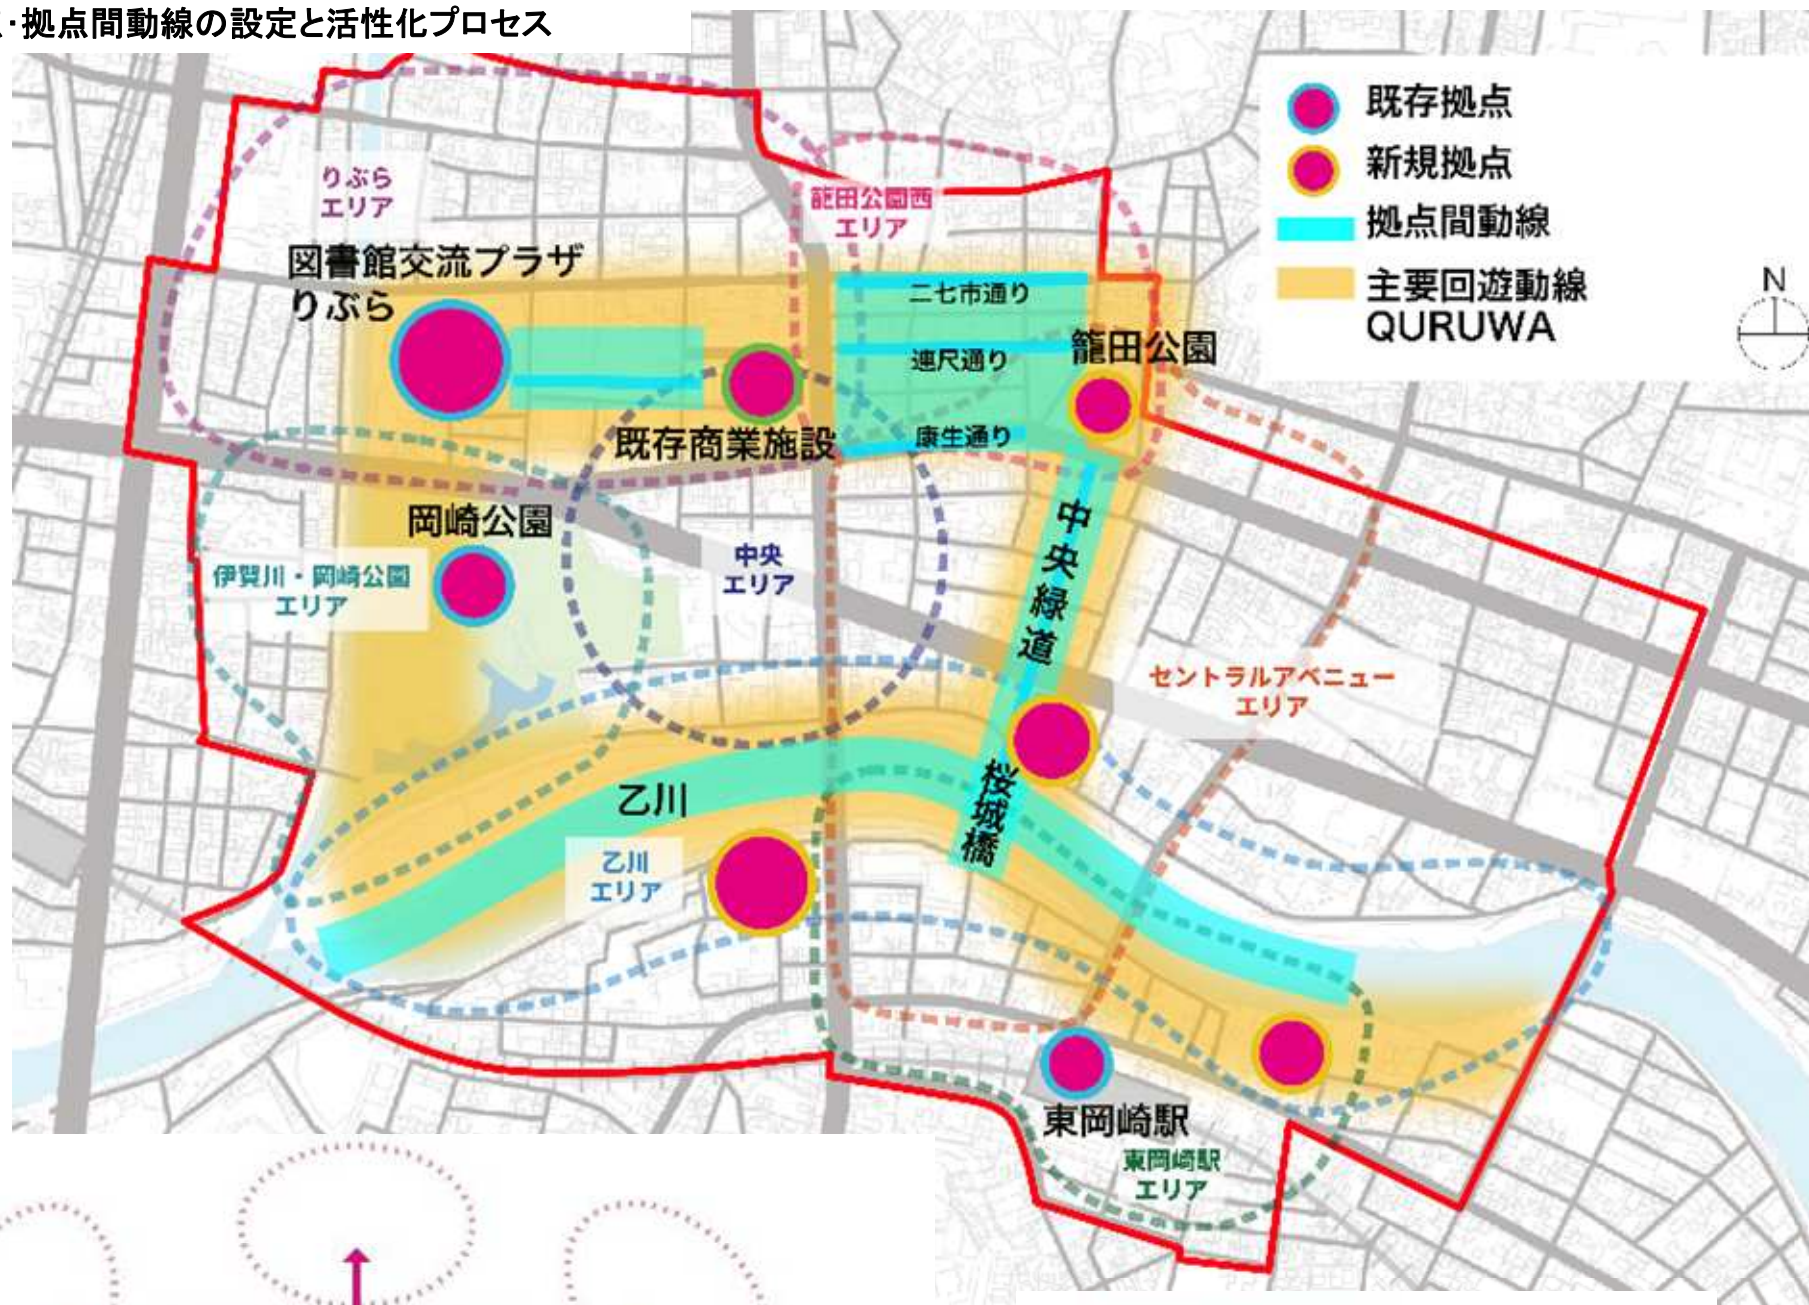 ・拠点間動線の設定と活性化プロセス
既存拠点
新規拠点
拠点間動線
主要回遊動線
QURUWA
N
りぶら
エリア
籠田公園西
エリア
図書館交流プラザ
りぶら
二七市通り
連尺通り
籠田公園
康生通り
既存商業施設
岡崎公園
中央緑道
中央
エリア
伊賀川・岡崎公園
エリア
セントラルアベニュー
エリア
桜城橋
乙川
乙川
エリア
東岡崎駅
東岡崎駅
エリア